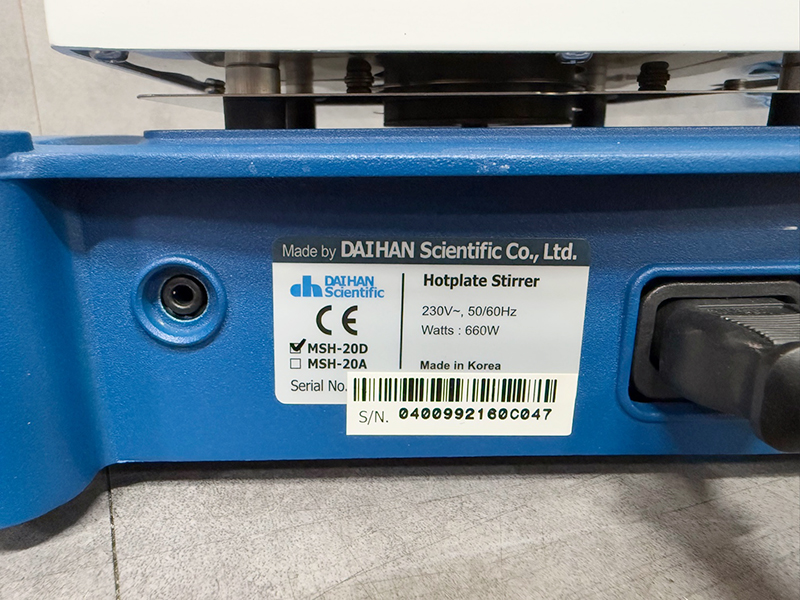 Made by DAIHAN Scientific Co., Ltd.
dh DAIHAN Scientific
Hotplate Stirrer
230V~, 50/60Hz
Watts : 660W
CE
☑ MSH-20D
☐ MSH-20A
Made in Korea
Serial No.
S/N. 0400992160C047